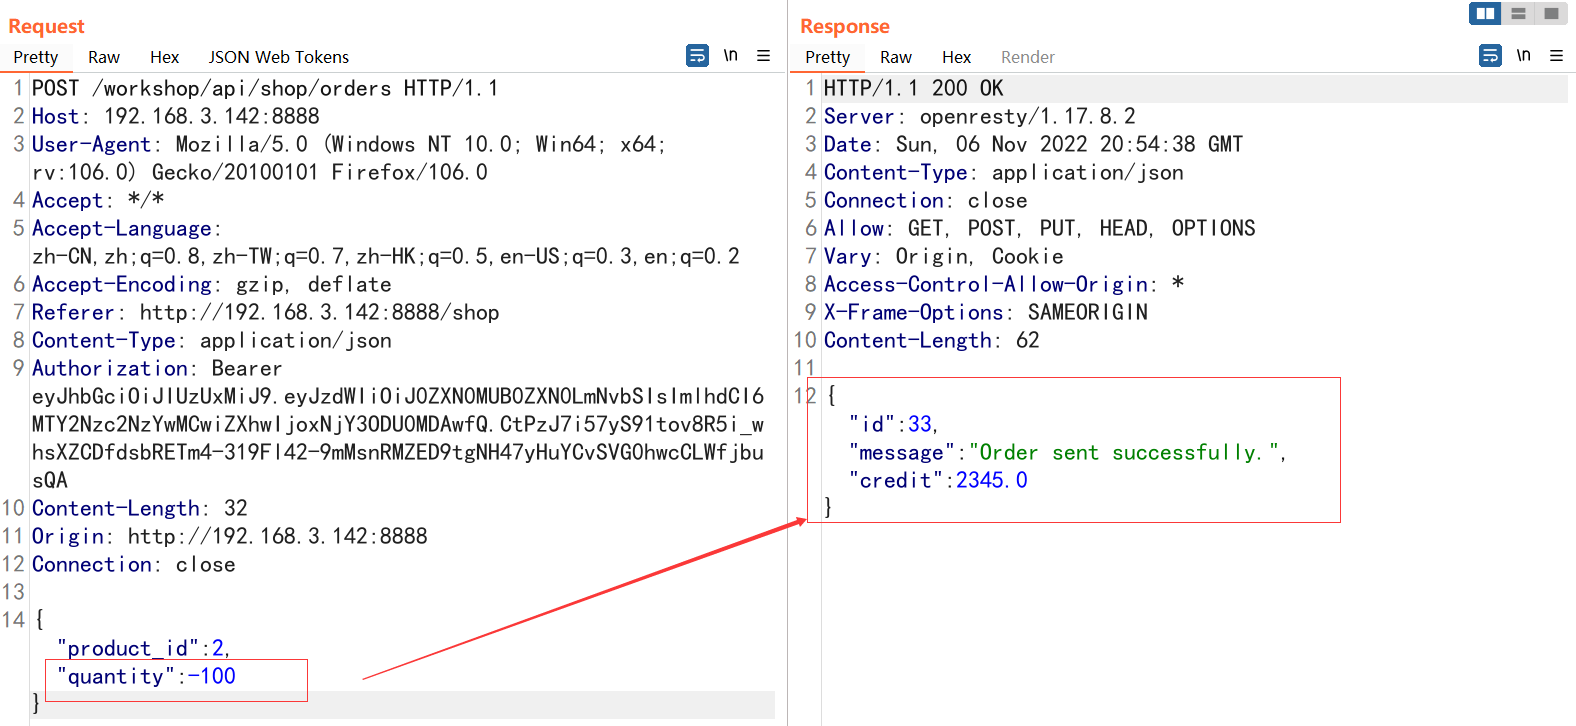 Request
Pretty Raw Hex JSON Web Tokens \n
1 POST /workshop/api/shop/orders HTTP/1.1
2 Host: 192.168.3.142:8888
3 User-Agent: Mozilla/5.0 (Windows NT 10.0; Win64; x64;
rv:106.0) Gecko/20100101 Firefox/106.0
4 Accept: */*
5 Accept-Language:
zh-CN,zh;q=0.8,zh-TW;q=0.7,zh-HK;q=0.5,en-US;q=0.3,en;q=0.2
6 Accept-Encoding: gzip, deflate
7 Referer: http://192.168.3.142:8888/shop
8 Content-Type: application/json
9 Authorization: Bearer
eyJhbGciOiJIUzUxMiJ9.eyJzdWIiOiJ0ZXN0MUB0ZXN0LmNvbSIsImlhdCI6
MTY2Nzc2NzYwMCwiZXhwIjoxNjY3ODU0MDAwfQ.CtPzJ7i57yS91tov8R5i_w
hsXZCDfdsbRETm4-319Fl42-9mMsnRMZED9tgNH47yHuYCvSVG0hwcCLWfjbu
sQA
10 Content-Length: 32
11 Origin: http://192.168.3.142:8888
12 Connection: close
13
14 {
"product_id":2,
"quantity":-100
}
Response
Pretty Raw Hex Render \n
1 HTTP/1.1 200 OK
2 Server: openresty/1.17.8.2
3 Date: Sun, 06 Nov 2022 20:54:38 GMT
4 Content-Type: application/json
5 Connection: close
6 Allow: GET, POST, PUT, HEAD, OPTIONS
7 Vary: Origin, Cookie
8 Access-Control-Allow-Origin: *
9 X-Frame-Options: SAMEORIGIN
10 Content-Length: 62
11
12 {
"id":33,
"message":"Order sent successfully.",
"credit":2345.0
}